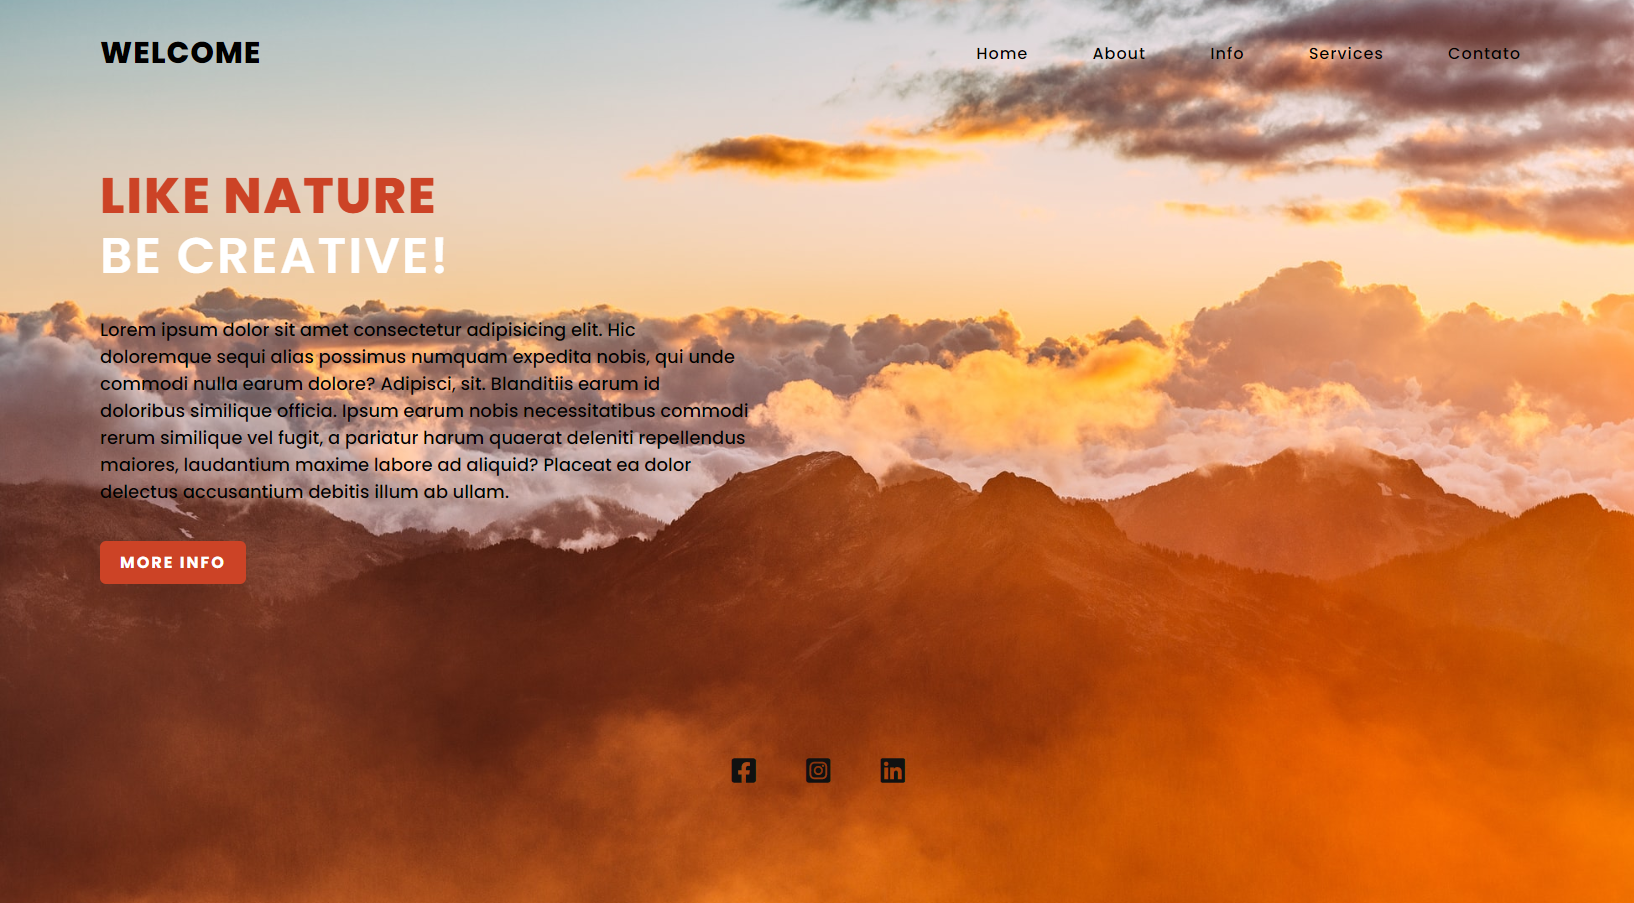 WELCOME
Home About Info Services Contato
LIKE NATURE
BE CREATIVE!
Lorem ipsum dolor sit amet consectetur adipisicing elit. Hic
doloremque sequi alias possimus numquam expedita nobis, qui unde
commodi nulla earum dolore? Adipisci, sit. Blanditiis earum id
doloribus similique officia. Ipsum earum nobis necessitatibus commodi
rerum similique vel fugit, a pariatur harum quaerat deleniti repellendus
maiores, laudantium maxime labore ad aliquid? Placeat ea dolor
delectus accusantium debitis illum ab ullam.
MORE INFO